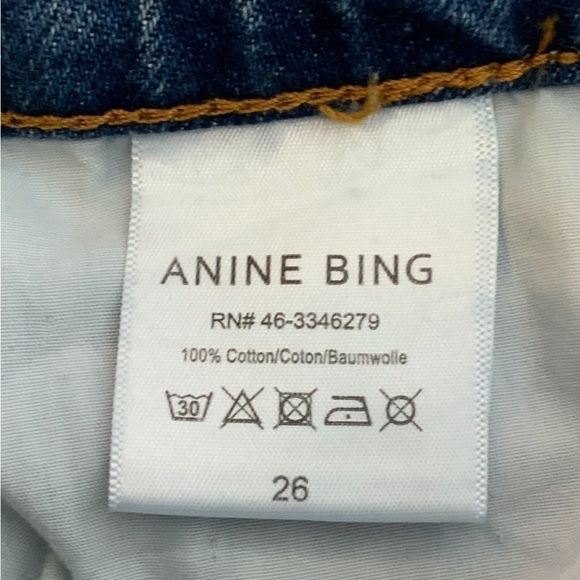 ANINE BING
RN# 46-3346279
100% Cotton/Coton/Baumwolle
30
26